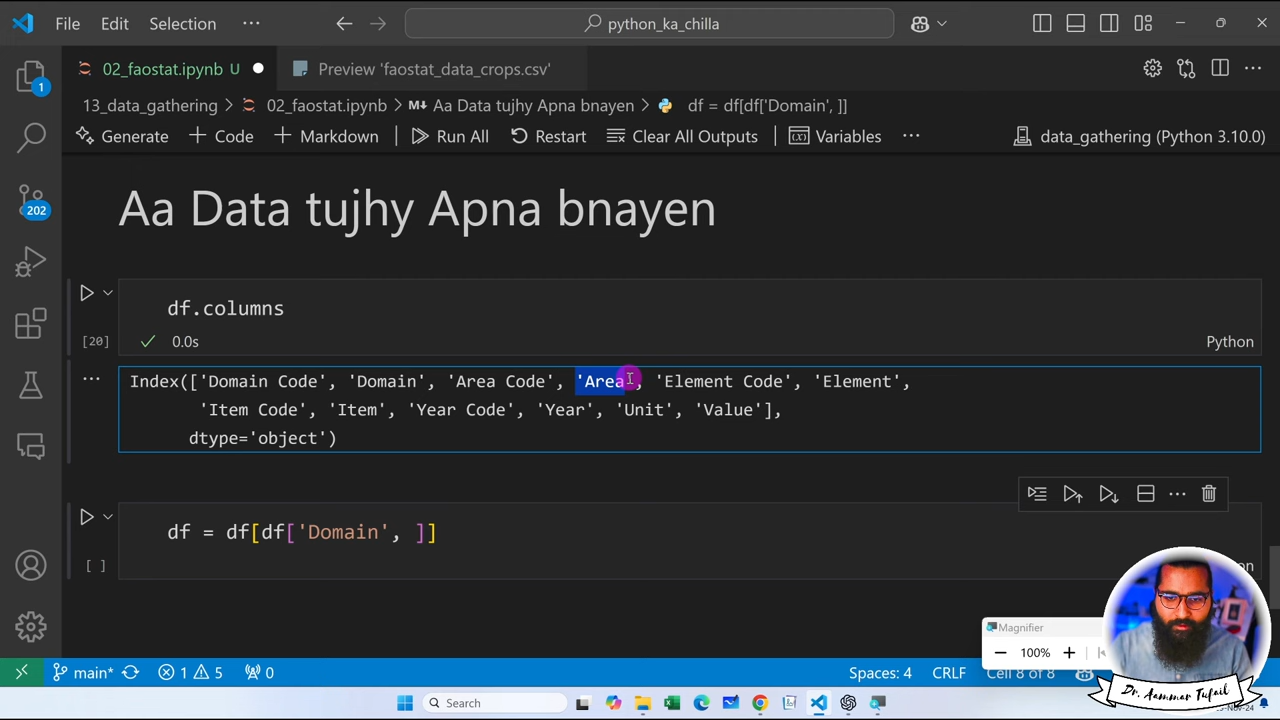 File Edit Selection ··· python_ka_chilla
02_faostat.ipynb U Preview 'faostat_data_crops.csv'
13_data_gathering > 02_faostat.ipynb > Aa Data tujhy Apna bnayen > df = df[df['Domain', ]]
Generate + Code + Markdown Run All Restart Clear All Outputs Variables ··· data_gathering (Python 3.10.0)
1
202
Aa Data tujhy Apna bnayen
df.columns
[20] 0.0s Python
Index(['Domain Code', 'Domain', 'Area Code', 'Area', 'Element Code', 'Element',
'Item Code', 'Item', 'Year Code', 'Year', 'Unit', 'Value'],
dtype='object')
df = df[df['Domain', ]]
[ ]
Magnifier
100%
main* 1 5 0 Spaces: 4 CRLF Cell 8 of 8
Search
Dr. Aammar Tufail